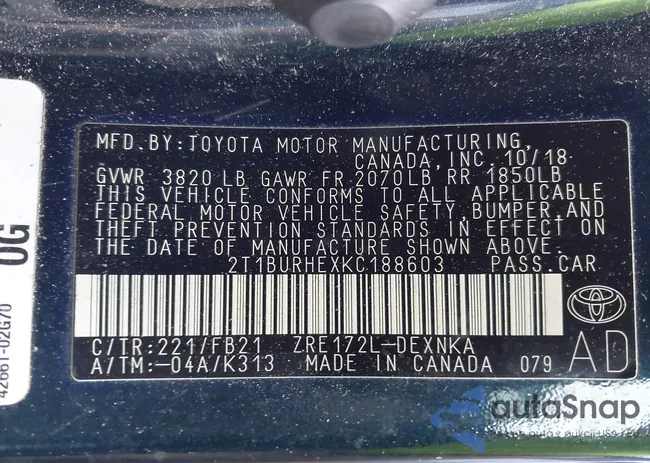 MFD. BY: TOYOTA MOTOR MANUFACTURING,
CANADA, INC. 10/18
GVWR 3820 LB GAWR FR 2070LB, RR 1850LB
THIS VEHICLE CONFORMS TO ALL APPLICABLE
FEDERAL MOTOR VEHICLE SAFETY, BUMPER, AND
THEFT PREVENTION STANDARDS IN EFFECT ON
THE DATE OF MANUFACTURE SHOWN ABOVE.
2T1BURHEXKC188603 PASS.CAR
C/TR:221/FB21 ZRE172L-DEXNKA
A/TM:-04A/K313 MADE IN CANADA 079
AD
42661-02G70
0G
autoSnap